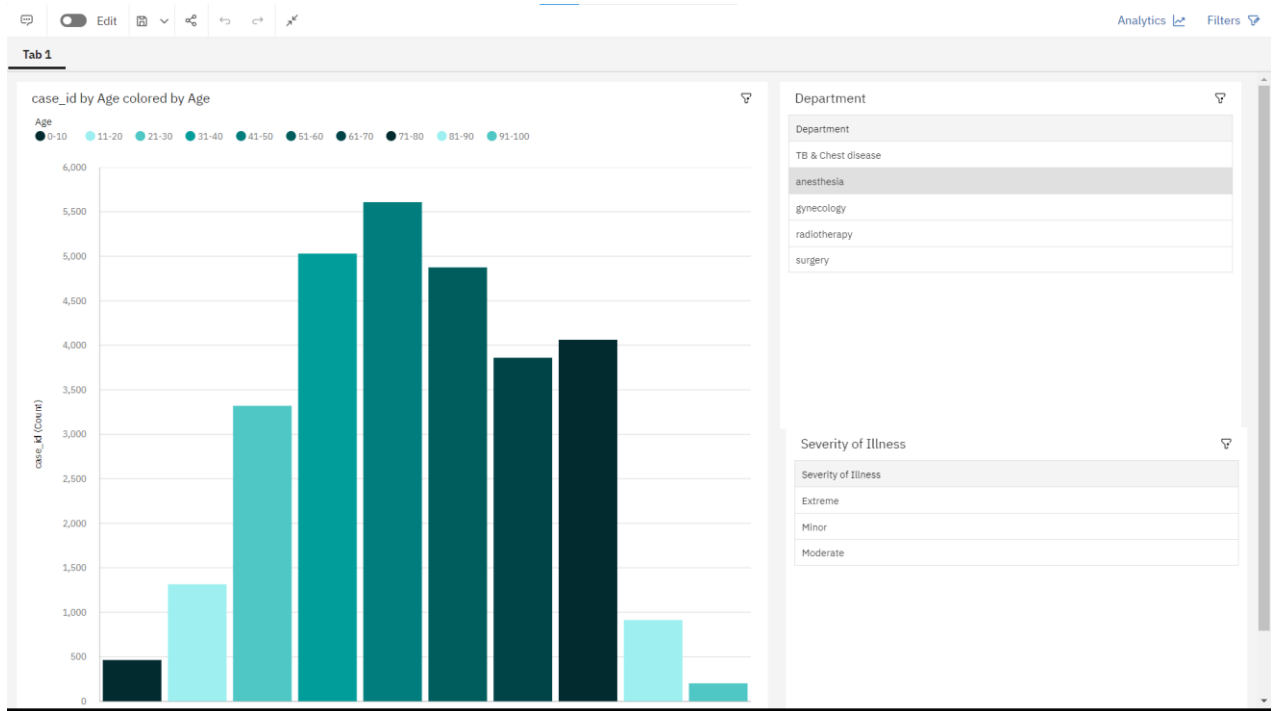 Edit
Analytics
Filters
Tab 1
case_id by Age colored by Age
Age
0-10 11-20 21-30 31-40 41-50 51-60 61-70 71-80 81-90 91-100
6,000
5,500
5,000
4,500
4,000
3,500
3,000
2,500
2,000
1,500
1,000
500
0
case_id (Count)
Department
Department
TB & Chest disease
anesthesia
gynecology
radiotherapy
surgery
Severity of Illness
Severity of Illness
Extreme
Minor
Moderate